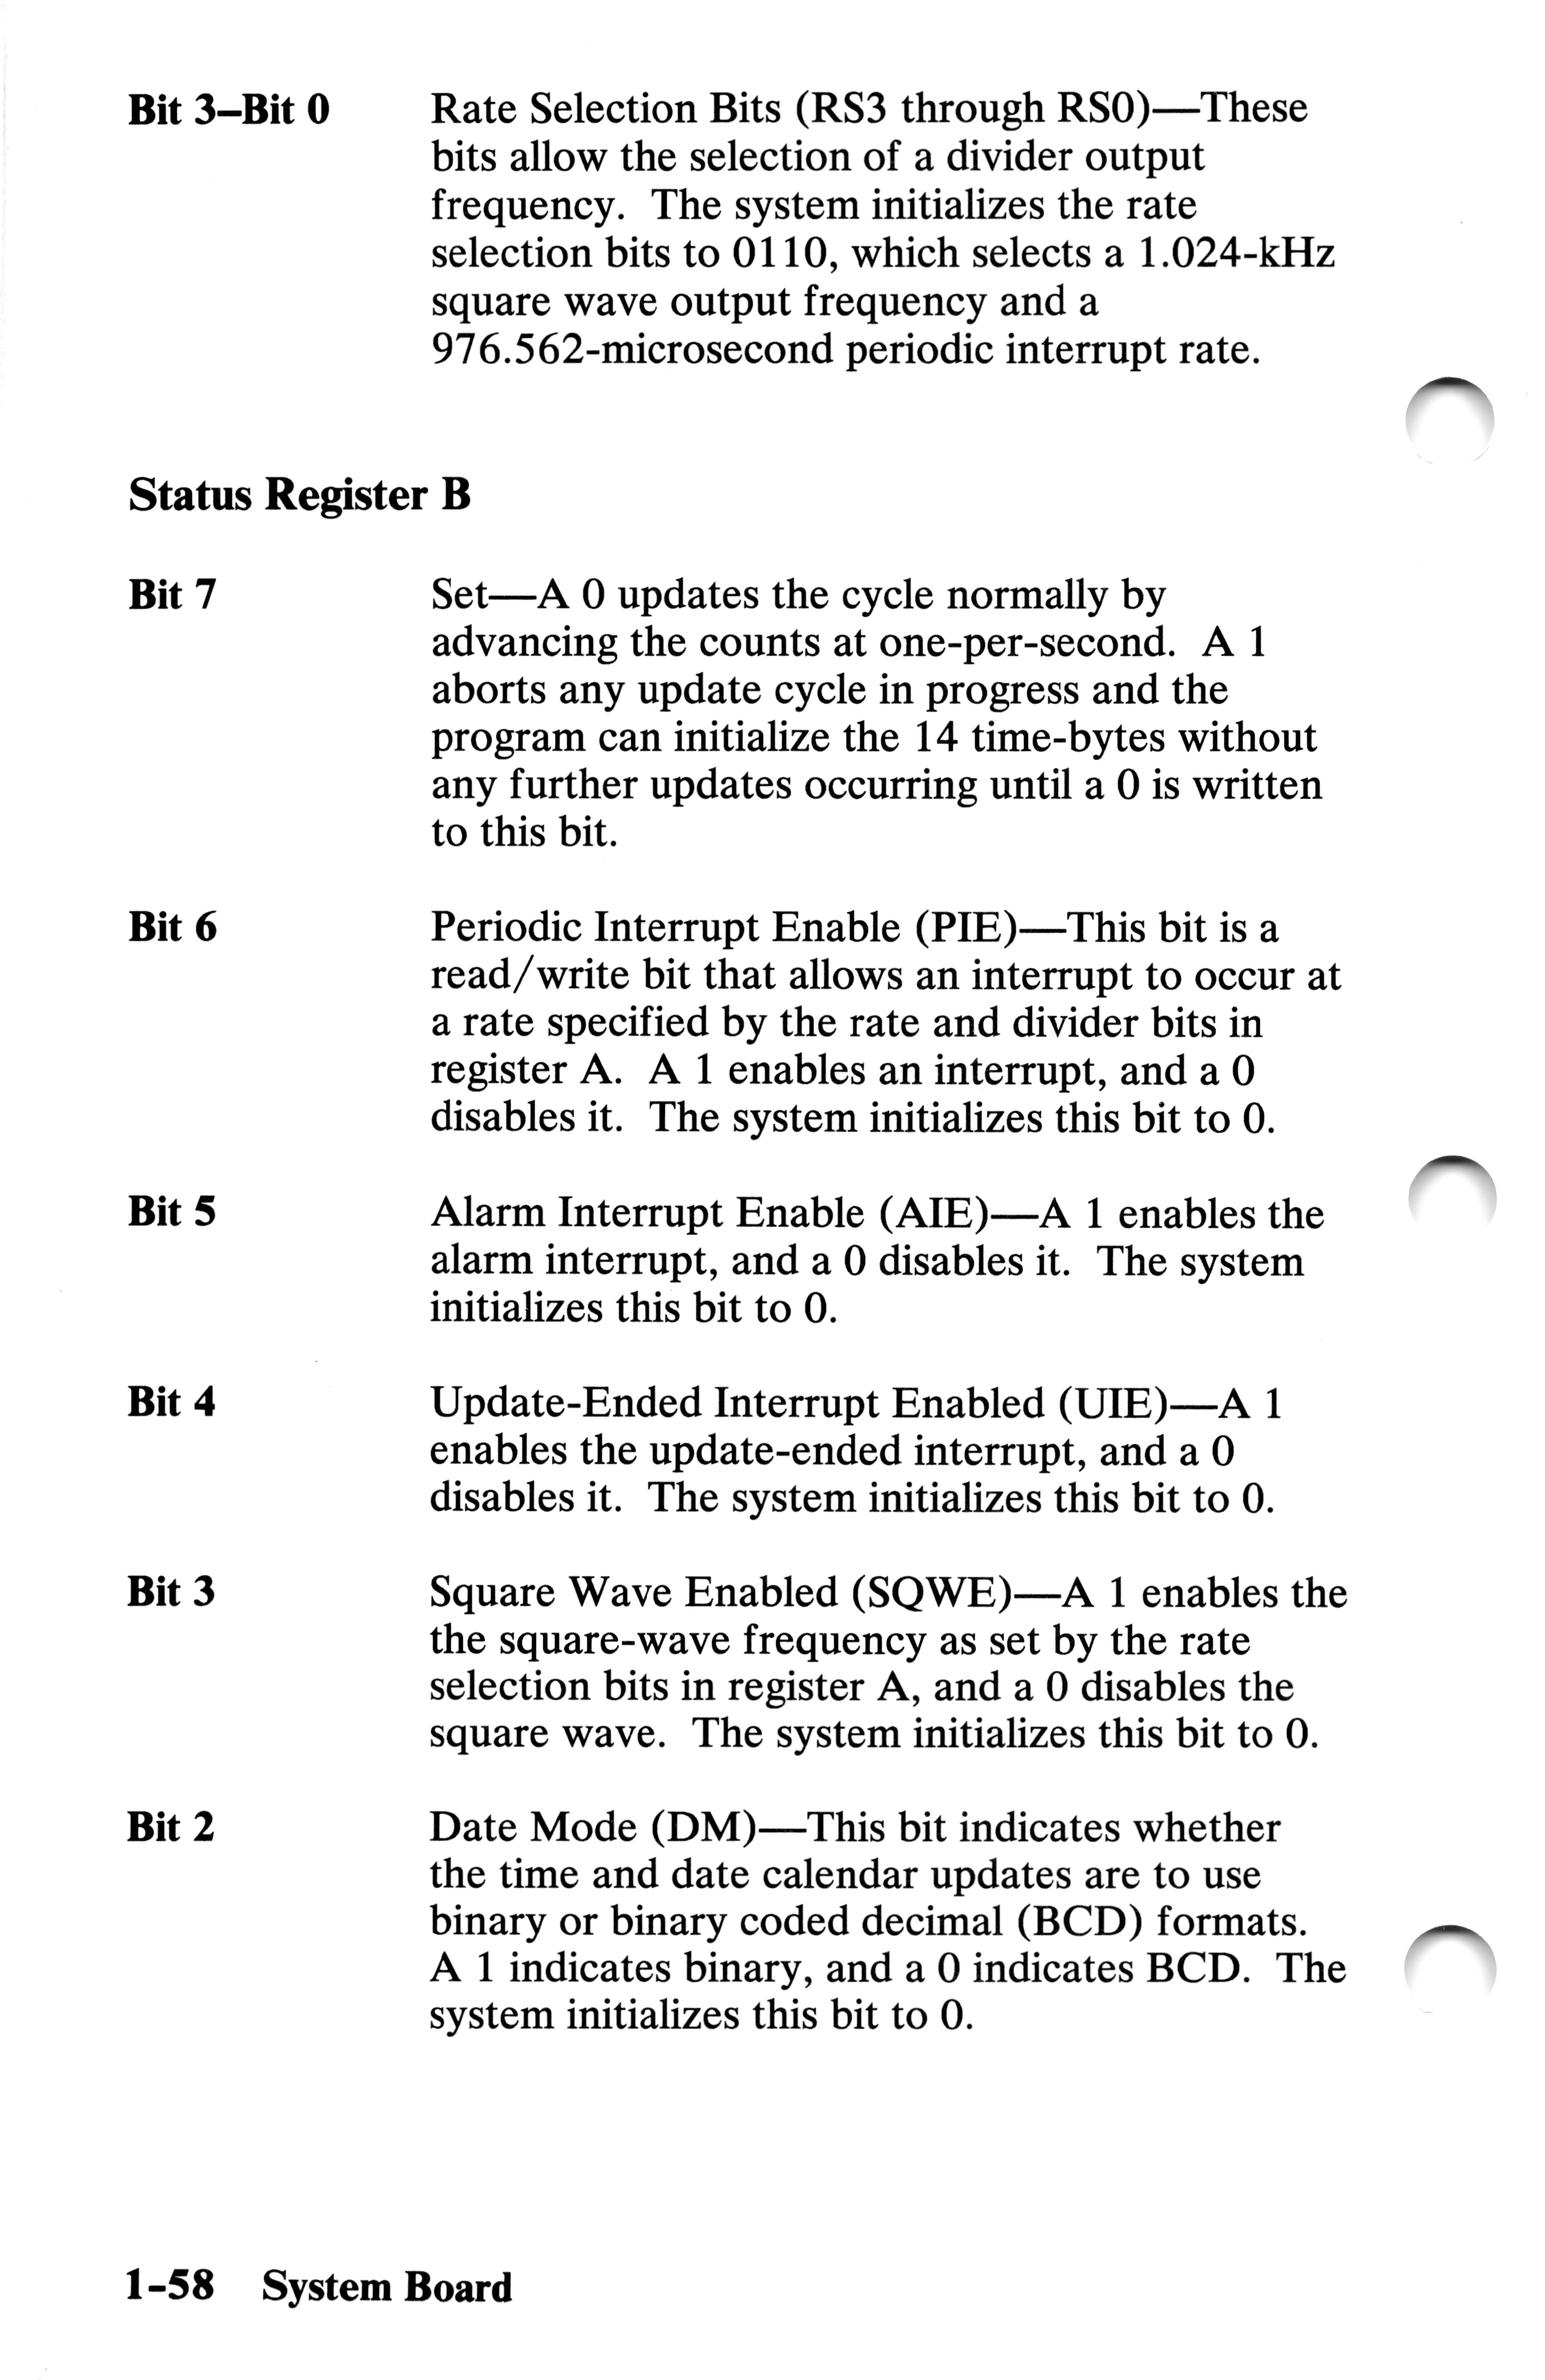 Bit 3–Bit 0 Rate Selection Bits (RS3 through RS0)—These
bits allow the selection of a divider output
frequency. The system initializes the rate
selection bits to 0110, which selects a 1.024-kHz
square wave output frequency and a
976.562-microsecond periodic interrupt rate.
Status Register B
Bit 7 Set—A 0 updates the cycle normally by
advancing the counts at one-per-second. A 1
aborts any update cycle in progress and the
program can initialize the 14 time-bytes without
any further updates occurring until a 0 is written
to this bit.
Bit 6 Periodic Interrupt Enable (PIE)—This bit is a
read/write bit that allows an interrupt to occur at
a rate specified by the rate and divider bits in
register A. A 1 enables an interrupt, and a 0
disables it. The system initializes this bit to 0.
Bit 5 Alarm Interrupt Enable (AIE)—A 1 enables the
alarm interrupt, and a 0 disables it. The system
initializes this bit to 0.
Bit 4 Update-Ended Interrupt Enabled (UIE)—A 1
enables the update-ended interrupt, and a 0
disables it. The system initializes this bit to 0.
Bit 3 Square Wave Enabled (SQWE)—A 1 enables the
the square-wave frequency as set by the rate
selection bits in register A, and a 0 disables the
square wave. The system initializes this bit to 0.
Bit 2 Date Mode (DM)—This bit indicates whether
the time and date calendar updates are to use
binary or binary coded decimal (BCD) formats.
A 1 indicates binary, and a 0 indicates BCD. The
system initializes this bit to 0.
1-58 System Board